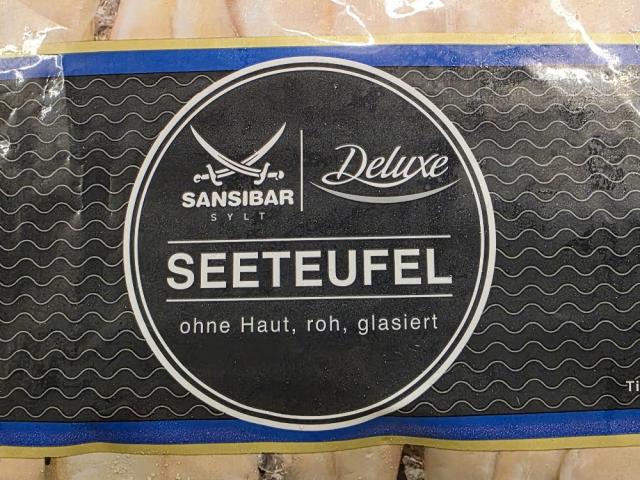 SANSIBAR
SYLT
Deluxe
SEETEUFEL
ohne Haut, roh, glasiert